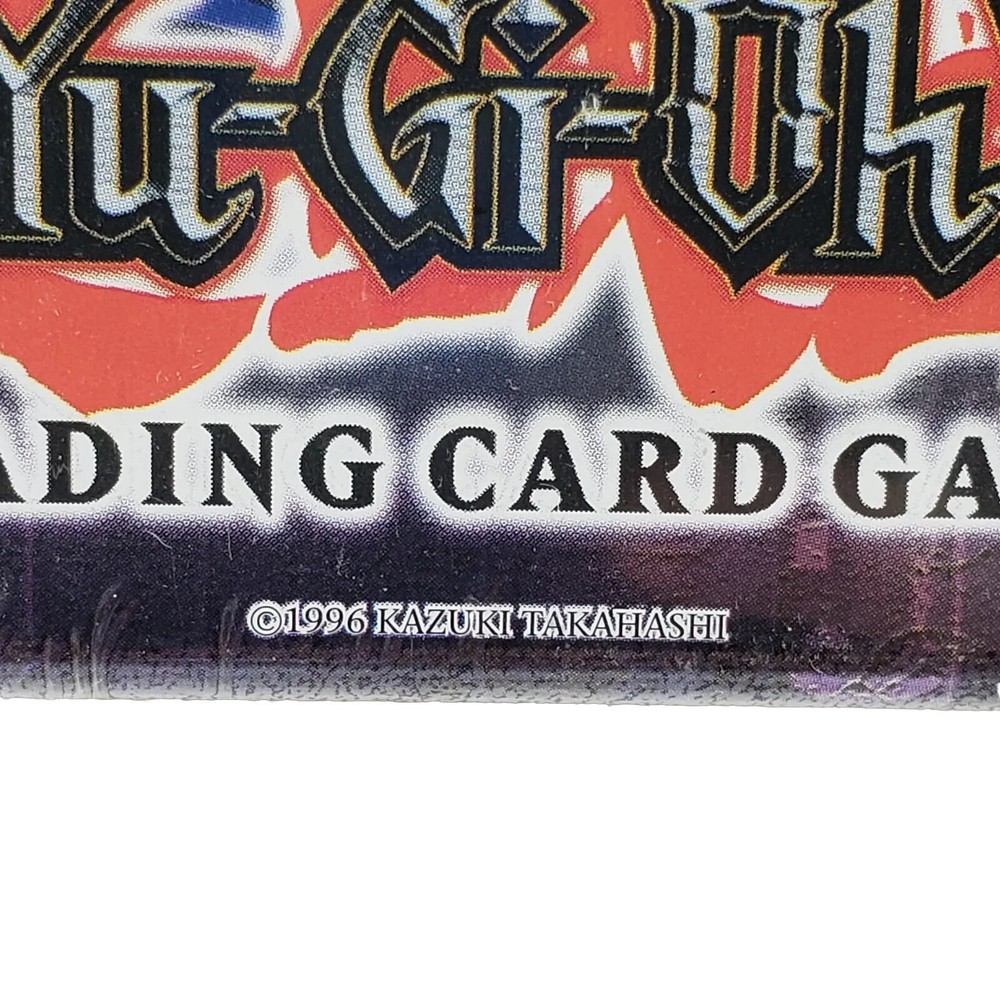 Yu-Gi-Oh
ADING CARD GA
©1996 KAZUKI TAKAHASHI